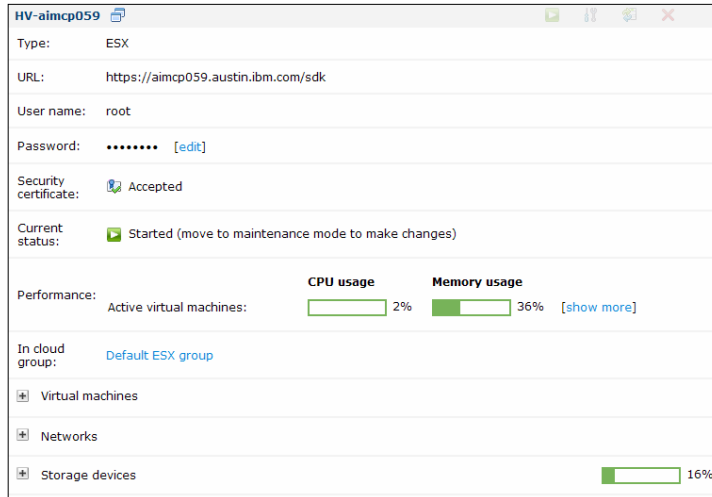 HV-aimcp059
Type: ESX
URL: https://aimcp059.austin.ibm.com/sdk
User name: root
Password: •••••••• [edit]
Security certificate: Accepted
Current status: Started (move to maintenance mode to make changes)
CPU usage Memory usage
Performance: Active virtual machines: 2% 36% [show more]
In cloud group: Default ESX group
Virtual machines
Networks
Storage devices 16%